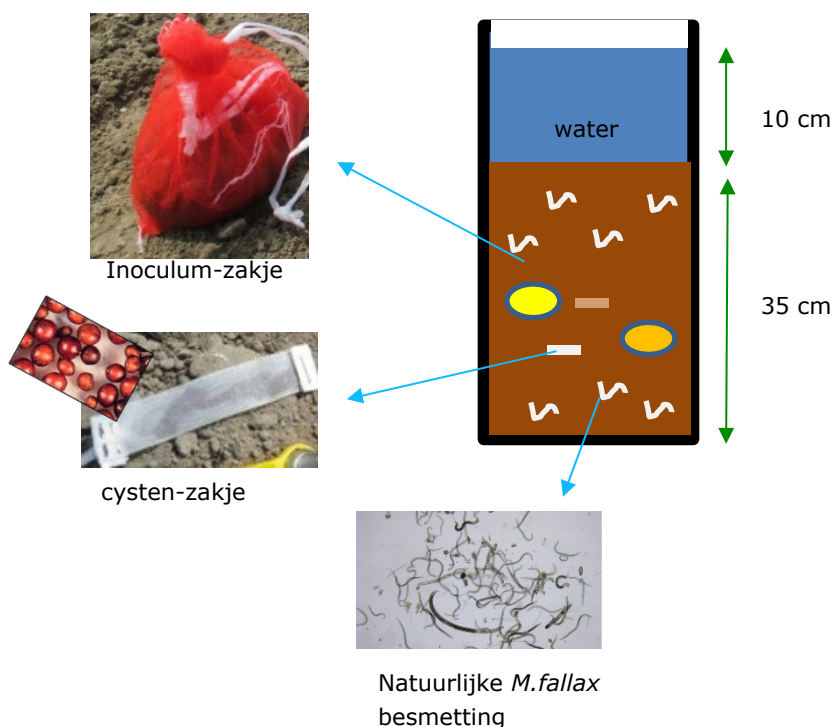 water
10 cm
Inoculum-zakje
35 cm
cysten-zakje
Natuurlijke M.fallax
besmetting